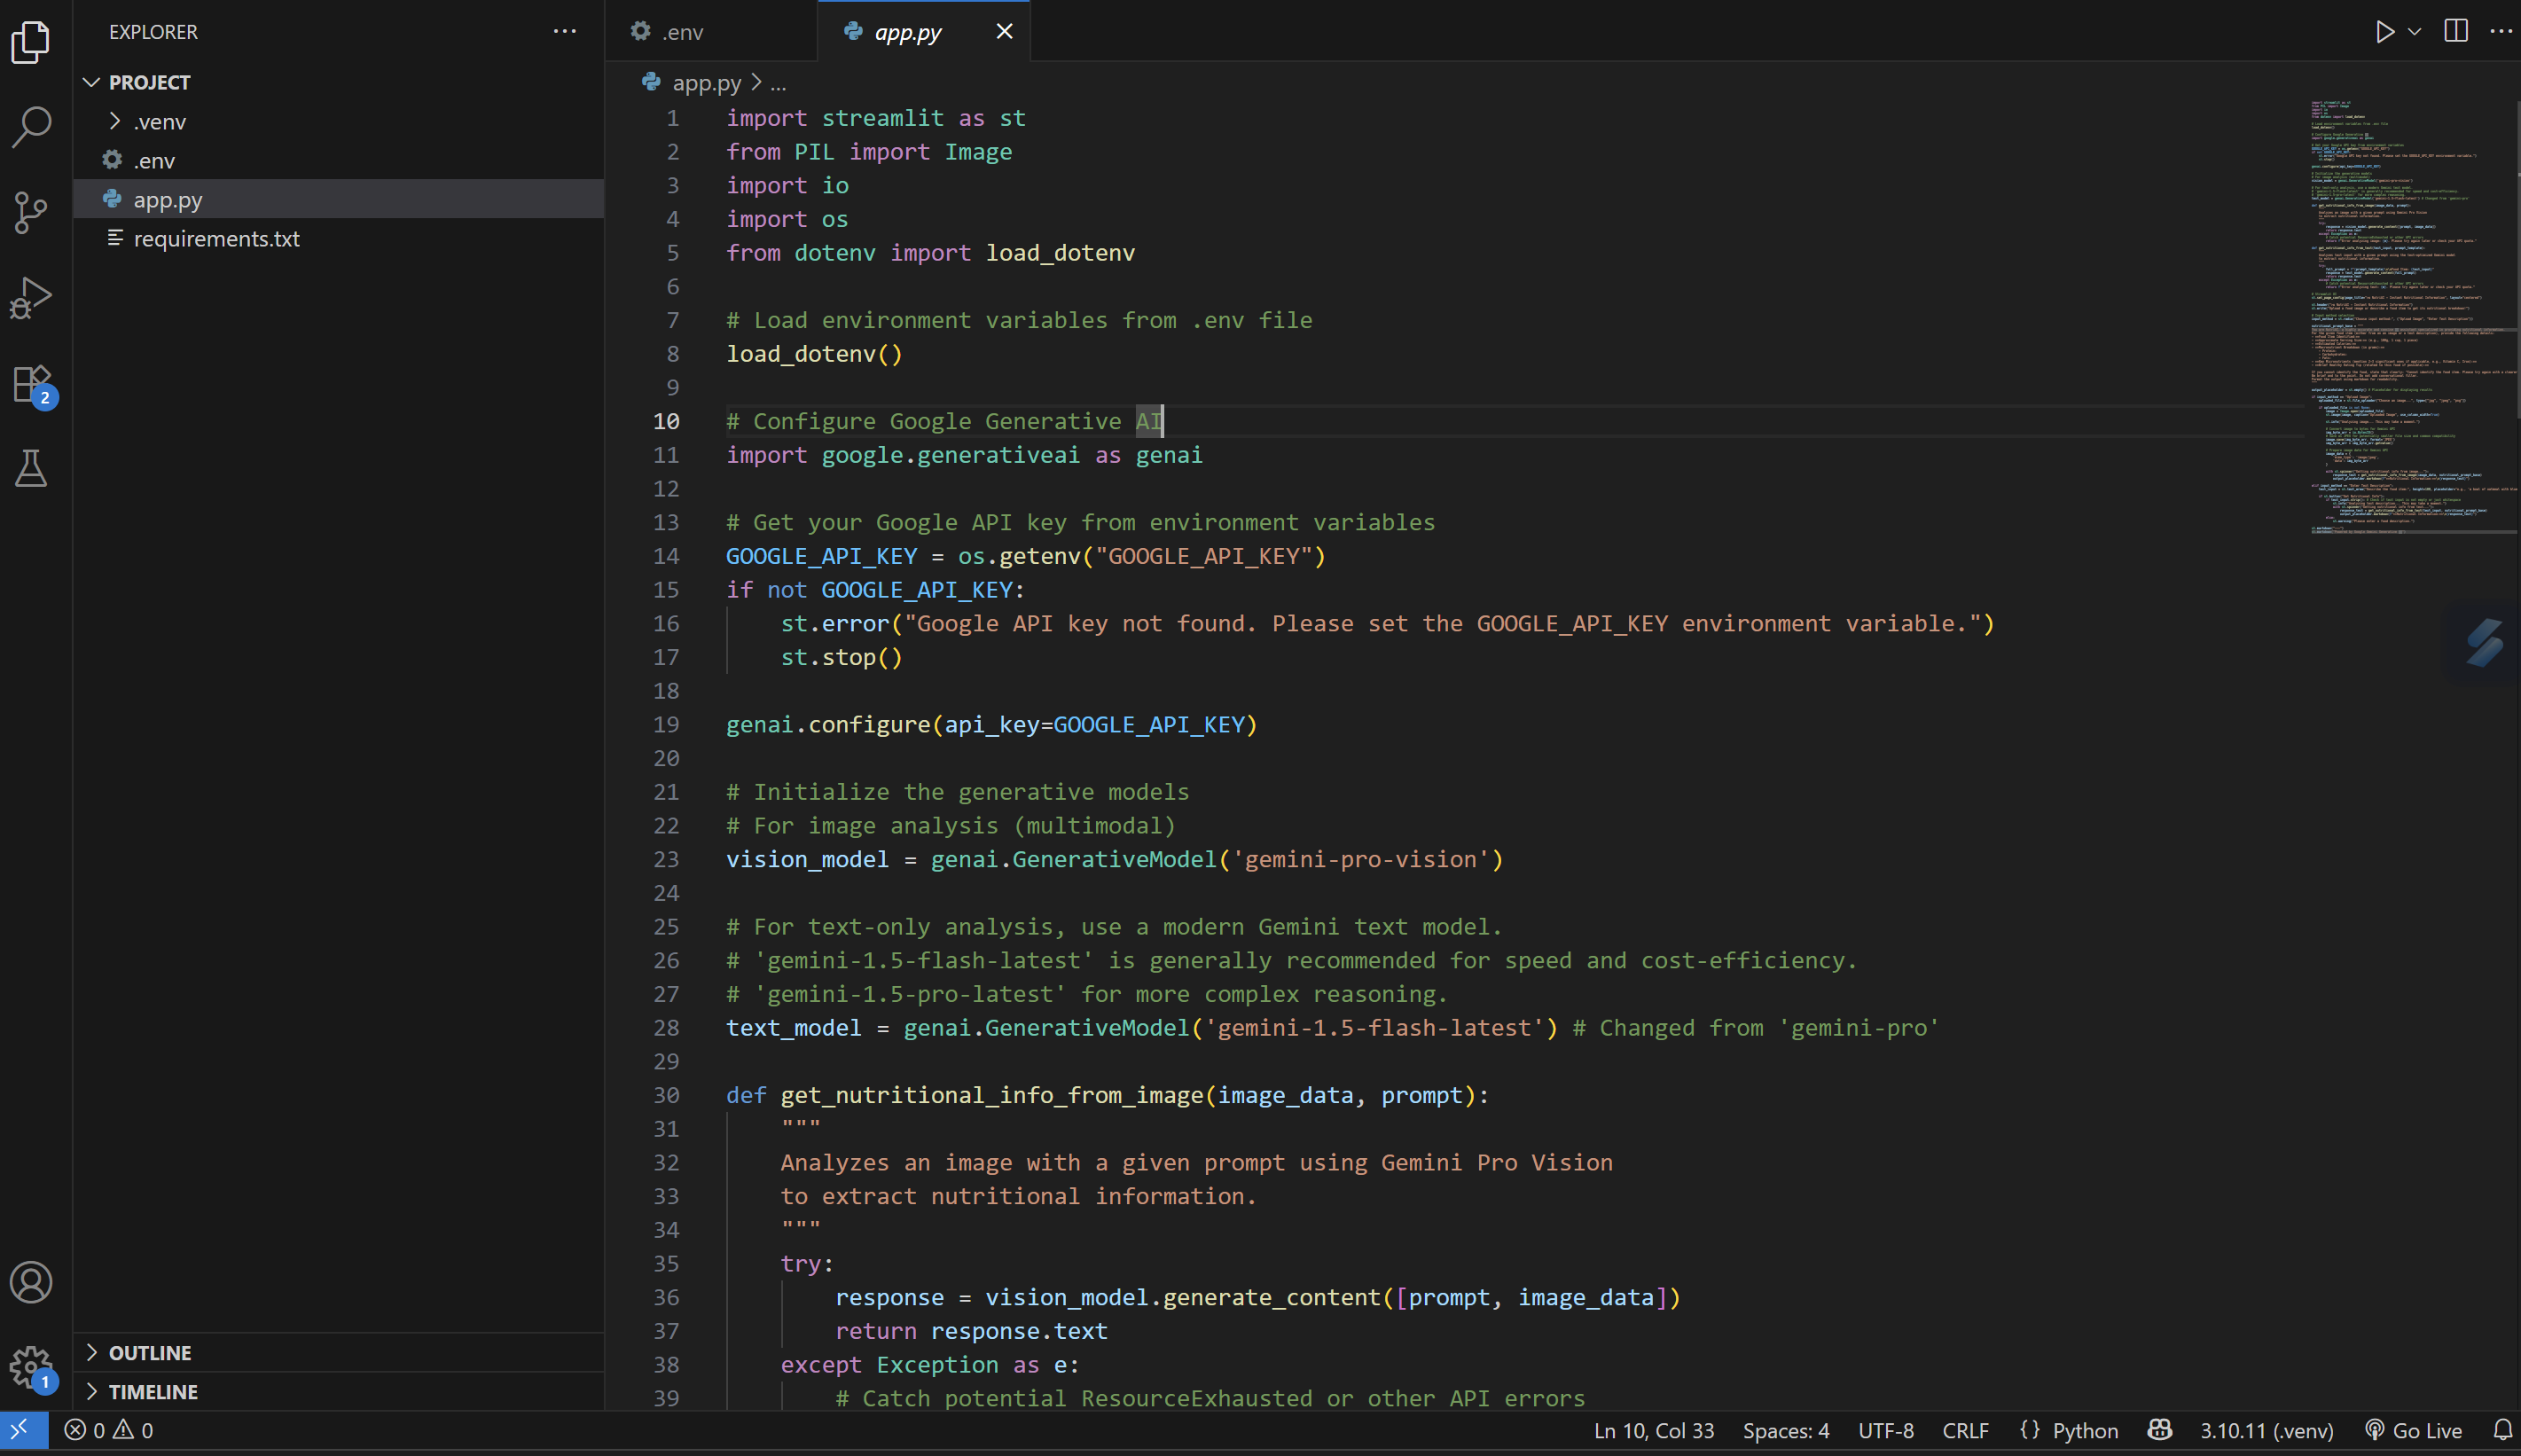 EXPLORER
PROJECT
.venv
.env
app.py
requirements.txt
OUTLINE
TIMELINE
2
1
.env
app.py
app.py > ...
1 import streamlit as st
2 from PIL import Image
3 import io
4 import os
5 from dotenv import load_dotenv
6
7 # Load environment variables from .env file
8 load_dotenv()
9
10 # Configure Google Generative AI
11 import google.generativeai as genai
12
13 # Get your Google API key from environment variables
14 GOOGLE_API_KEY = os.getenv("GOOGLE_API_KEY")
15 if not GOOGLE_API_KEY:
16     st.error("Google API key not found. Please set the GOOGLE_API_KEY environment variable.")
17     st.stop()
18
19 genai.configure(api_key=GOOGLE_API_KEY)
20
21 # Initialize the generative models
22 # For image analysis (multimodal)
23 vision_model = genai.GenerativeModel('gemini-pro-vision')
24
25 # For text-only analysis, use a modern Gemini text model.
26 # 'gemini-1.5-flash-latest' is generally recommended for speed and cost-efficiency.
27 # 'gemini-1.5-pro-latest' for more complex reasoning.
28 text_model = genai.GenerativeModel('gemini-1.5-flash-latest') # Changed from 'gemini-pro'
29
30 def get_nutritional_info_from_image(image_data, prompt):
31     """
32     Analyzes an image with a given prompt using Gemini Pro Vision
33     to extract nutritional information.
34     """
35     try:
36         response = vision_model.generate_content([prompt, image_data])
37         return response.text
38     except Exception as e:
39         # Catch potential ResourceExhausted or other API errors
0 0
Ln 10, Col 33
Spaces: 4
UTF-8
CRLF
{} Python
3.10.11 (.venv)
Go Live